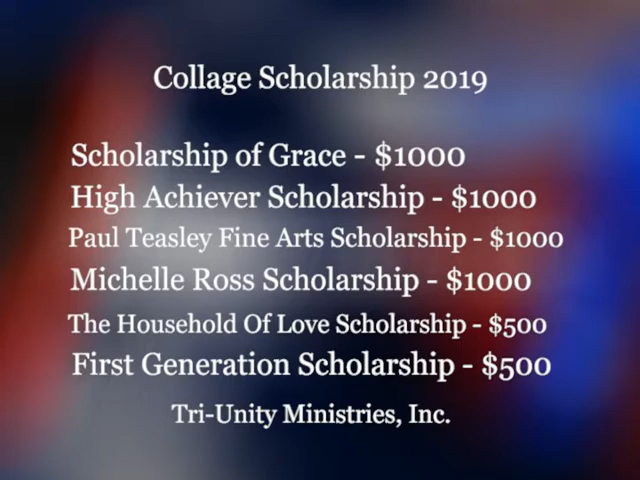 Collage Scholarship 2019
Scholarship of Grace - $1000
High Achiever Scholarship - $1000
Paul Teasley Fine Arts Scholarship - $1000
Michelle Ross Scholarship - $1000
The Household Of Love Scholarship - $500
First Generation Scholarship - $500
Tri-Unity Ministries, Inc.